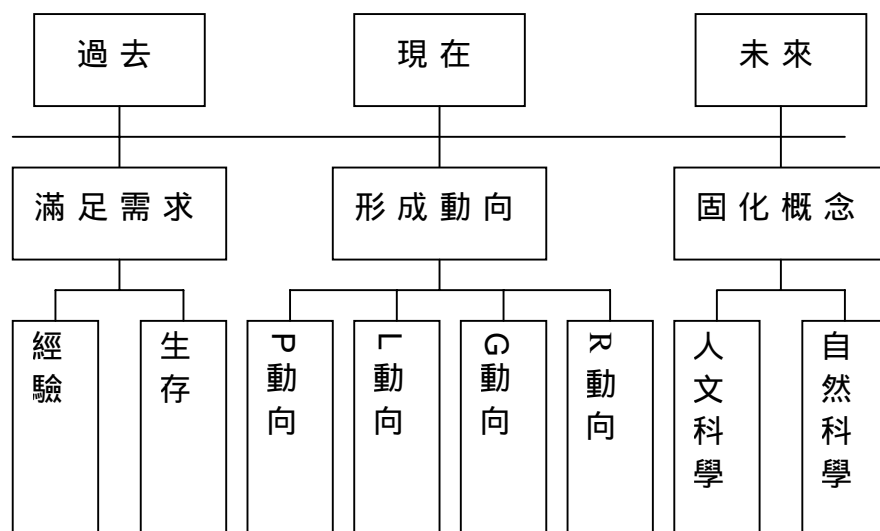 過去
現在
未來
滿足需求
形成動向
固化概念
經驗
生存
P動向
L動向
G動向
R動向
人文科學
自然科學